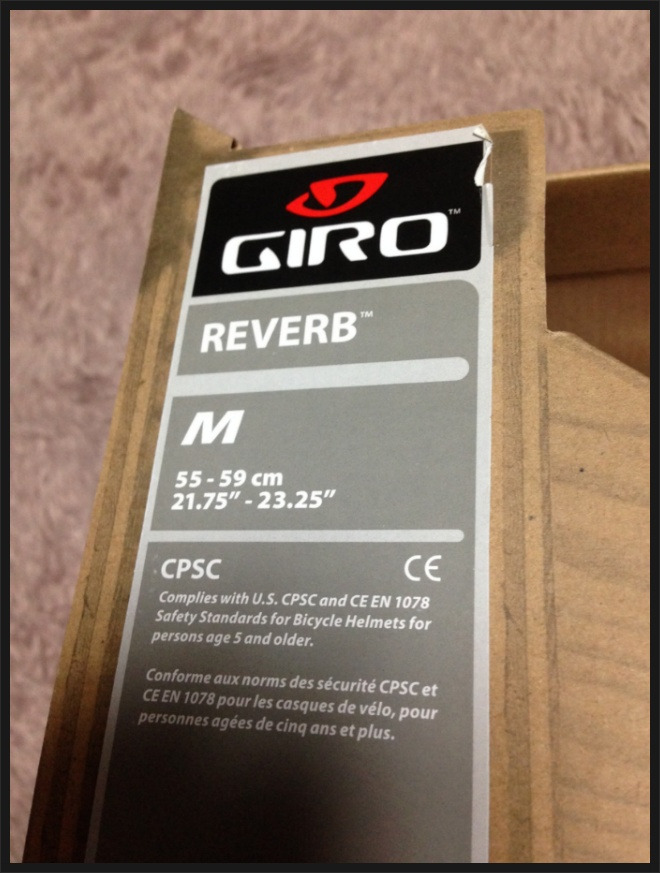 GIRO™
REVERB™
M
55 - 59 cm
21.75” - 23.25”
CPSC CE
Complies with U.S. CPSC and CE EN 1078
Safety Standards for Bicycle Helmets for
persons age 5 and older.
Conforme aux norms des sécurité CPSC et
CE EN 1078 pour les casques de vélo, pour
personnes agées de cinq ans et plus.